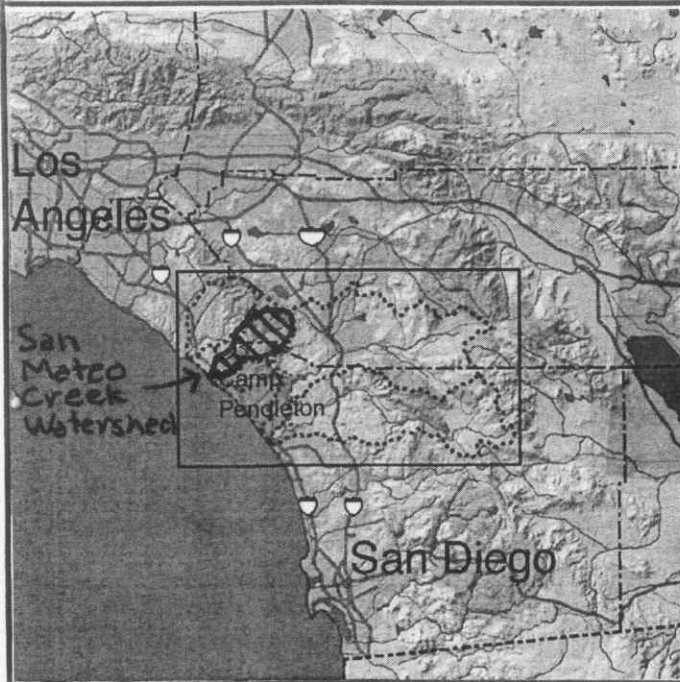 Los
Angeles
San
Mateo
Creek
Watershed
Camp
Pendleton
San Diego